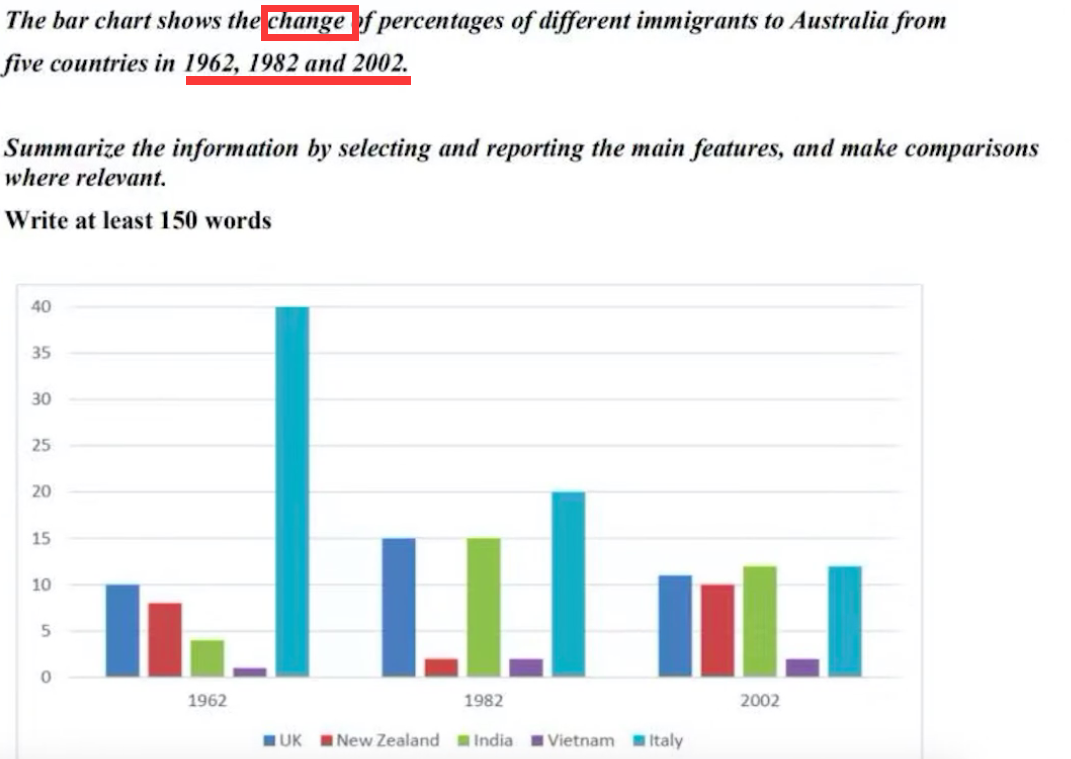 The bar chart shows the change of percentages of different immigrants to Australia from
five countries in 1962, 1982 and 2002.
Summarize the information by selecting and reporting the main features, and make comparisons
where relevant.
Write at least 150 words
40
35
30
25
20
15
10
5
0
1962 1982 2002
UK New Zealand India Vietnam Italy